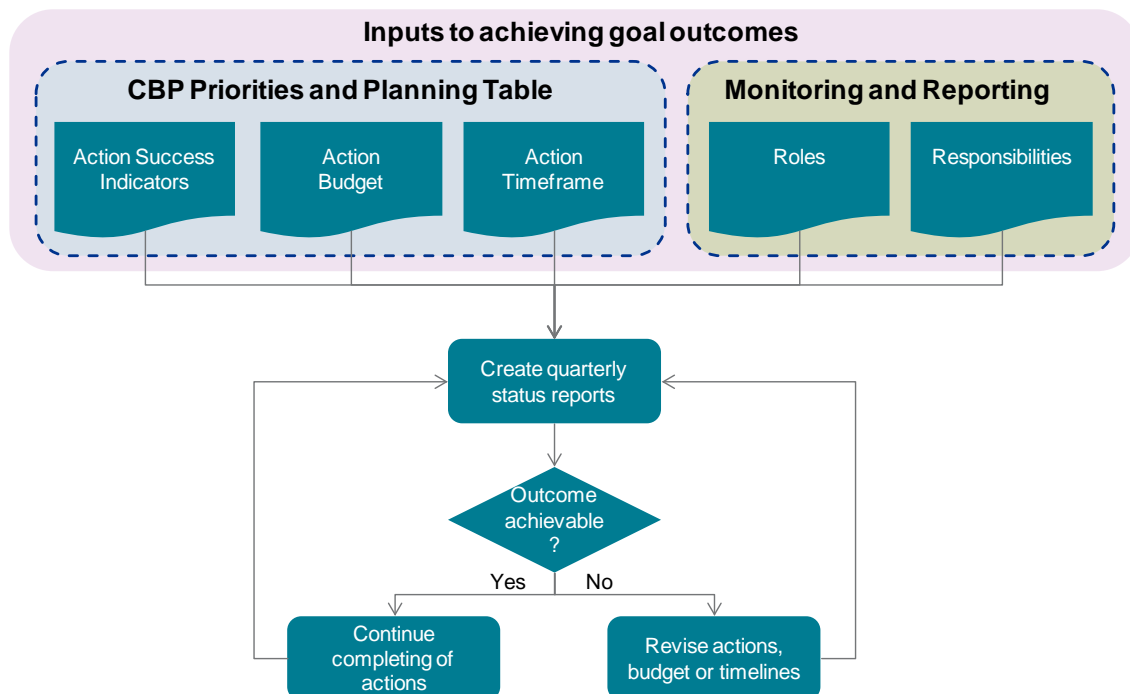 Inputs to achieving goal outcomes
CBP Priorities and Planning Table
Monitoring and Reporting
Action Success
Indicators
Action
Budget
Action
Timeframe
Roles
Responsibilities
Create quarterly
status reports
Outcome
achievable
?
Yes
No
Continue
completing of
actions
Revise actions,
budget or timelines